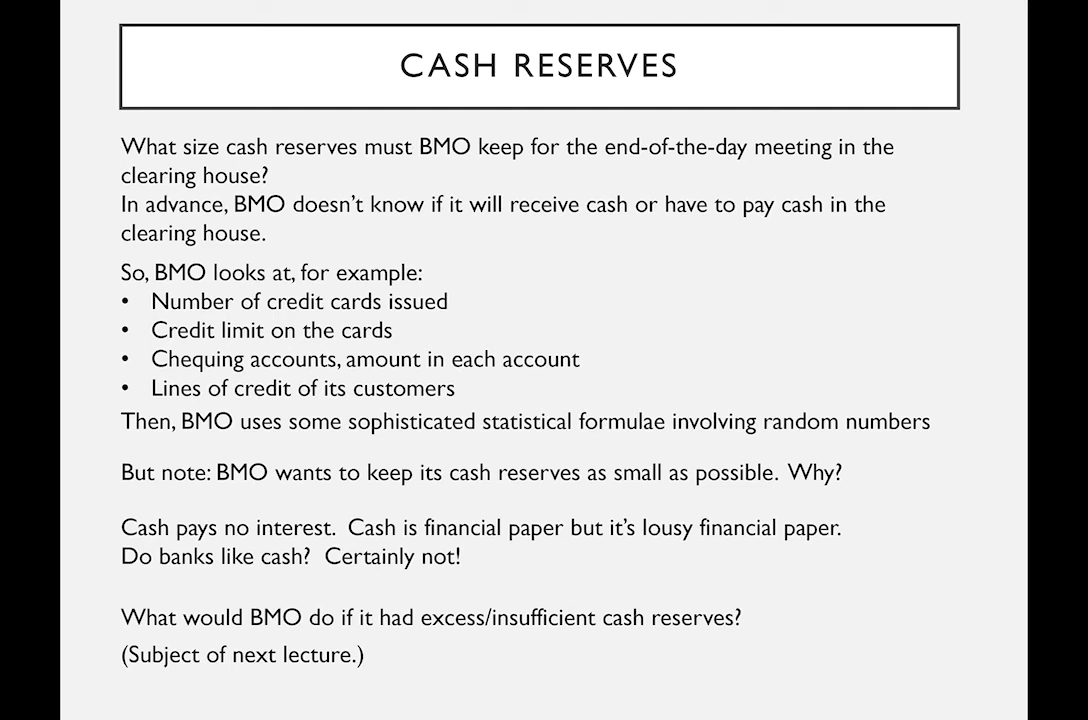 CASH RESERVES
What size cash reserves must BMO keep for the end-of-the-day meeting in the
clearing house?
In advance, BMO doesn't know if it will receive cash or have to pay cash in the
clearing house.
So, BMO looks at, for example:
• Number of credit cards issued
• Credit limit on the cards
• Chequing accounts, amount in each account
• Lines of credit of its customers
Then, BMO uses some sophisticated statistical formulae involving random numbers
But note: BMO wants to keep its cash reserves as small as possible. Why?
Cash pays no interest. Cash is financial paper but it's lousy financial paper.
Do banks like cash? Certainly not!
What would BMO do if it had excess/insufficient cash reserves?
(Subject of next lecture.)